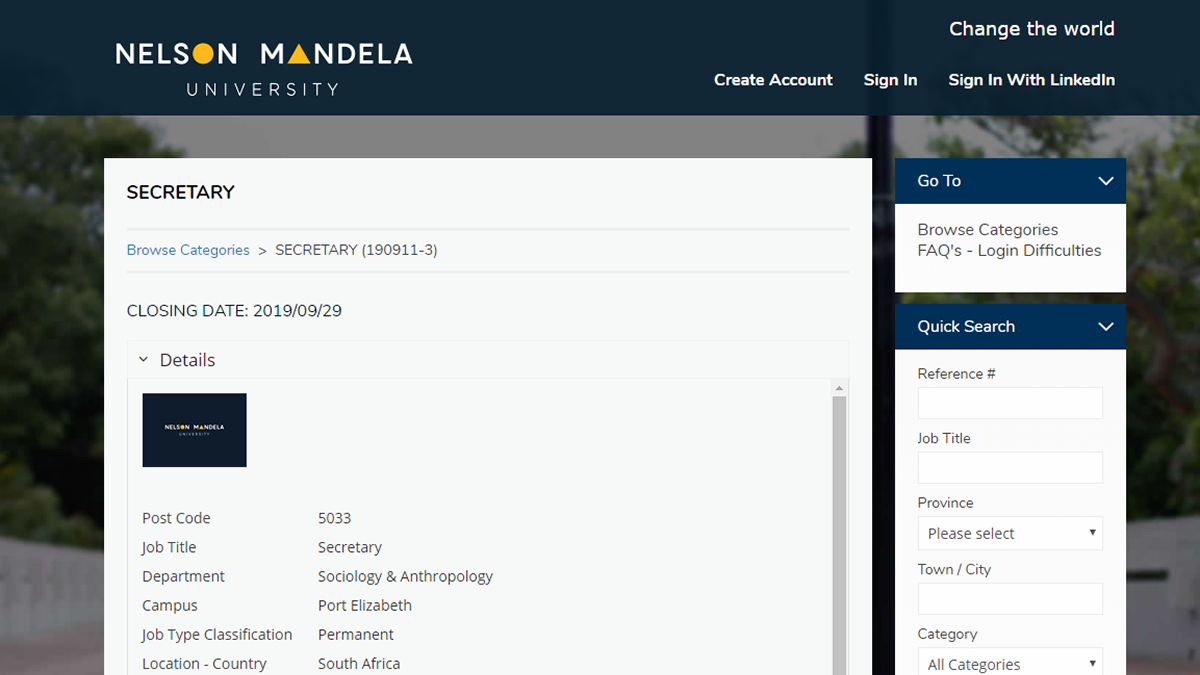 Change the world
NELSON MANDELA
UNIVERSITY
Create Account Sign In Sign In With LinkedIn
SECRETARY
Browse Categories > SECRETARY (190911-3)
CLOSING DATE: 2019/09/29
Details
NELSON MANDELA
UNIVERSITY
Post Code 5033
Job Title Secretary
Department Sociology & Anthropology
Campus Port Elizabeth
Job Type Classification Permanent
Location - Country South Africa
Go To
Browse Categories
FAQ's - Login Difficulties
Quick Search
Reference #
Job Title
Province
Please select
Town / City
Category
All Categories